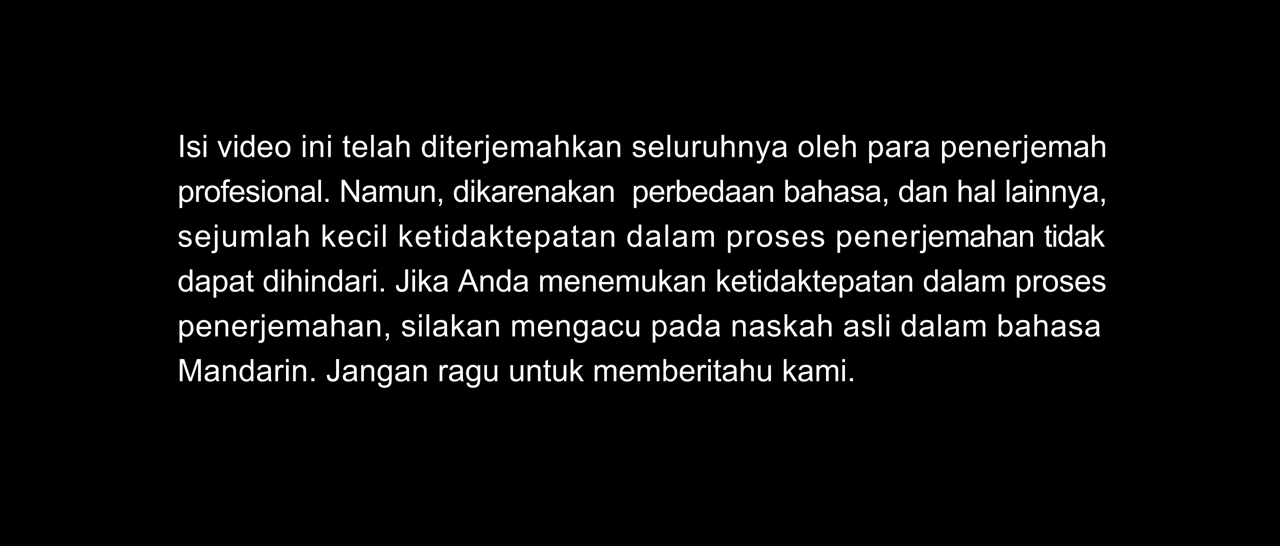 Isi video ini telah diterjemahkan seluruhnya oleh para penerjemah
profesional. Namun, dikarenakan  perbedaan bahasa, dan hal lainnya,
sejumlah kecil ketidaktepatan dalam proses penerjemahan tidak
dapat dihindari. Jika Anda menemukan ketidaktepatan dalam proses
penerjemahan, silakan mengacu pada naskah asli dalam bahasa
Mandarin. Jangan ragu untuk memberitahu kami.